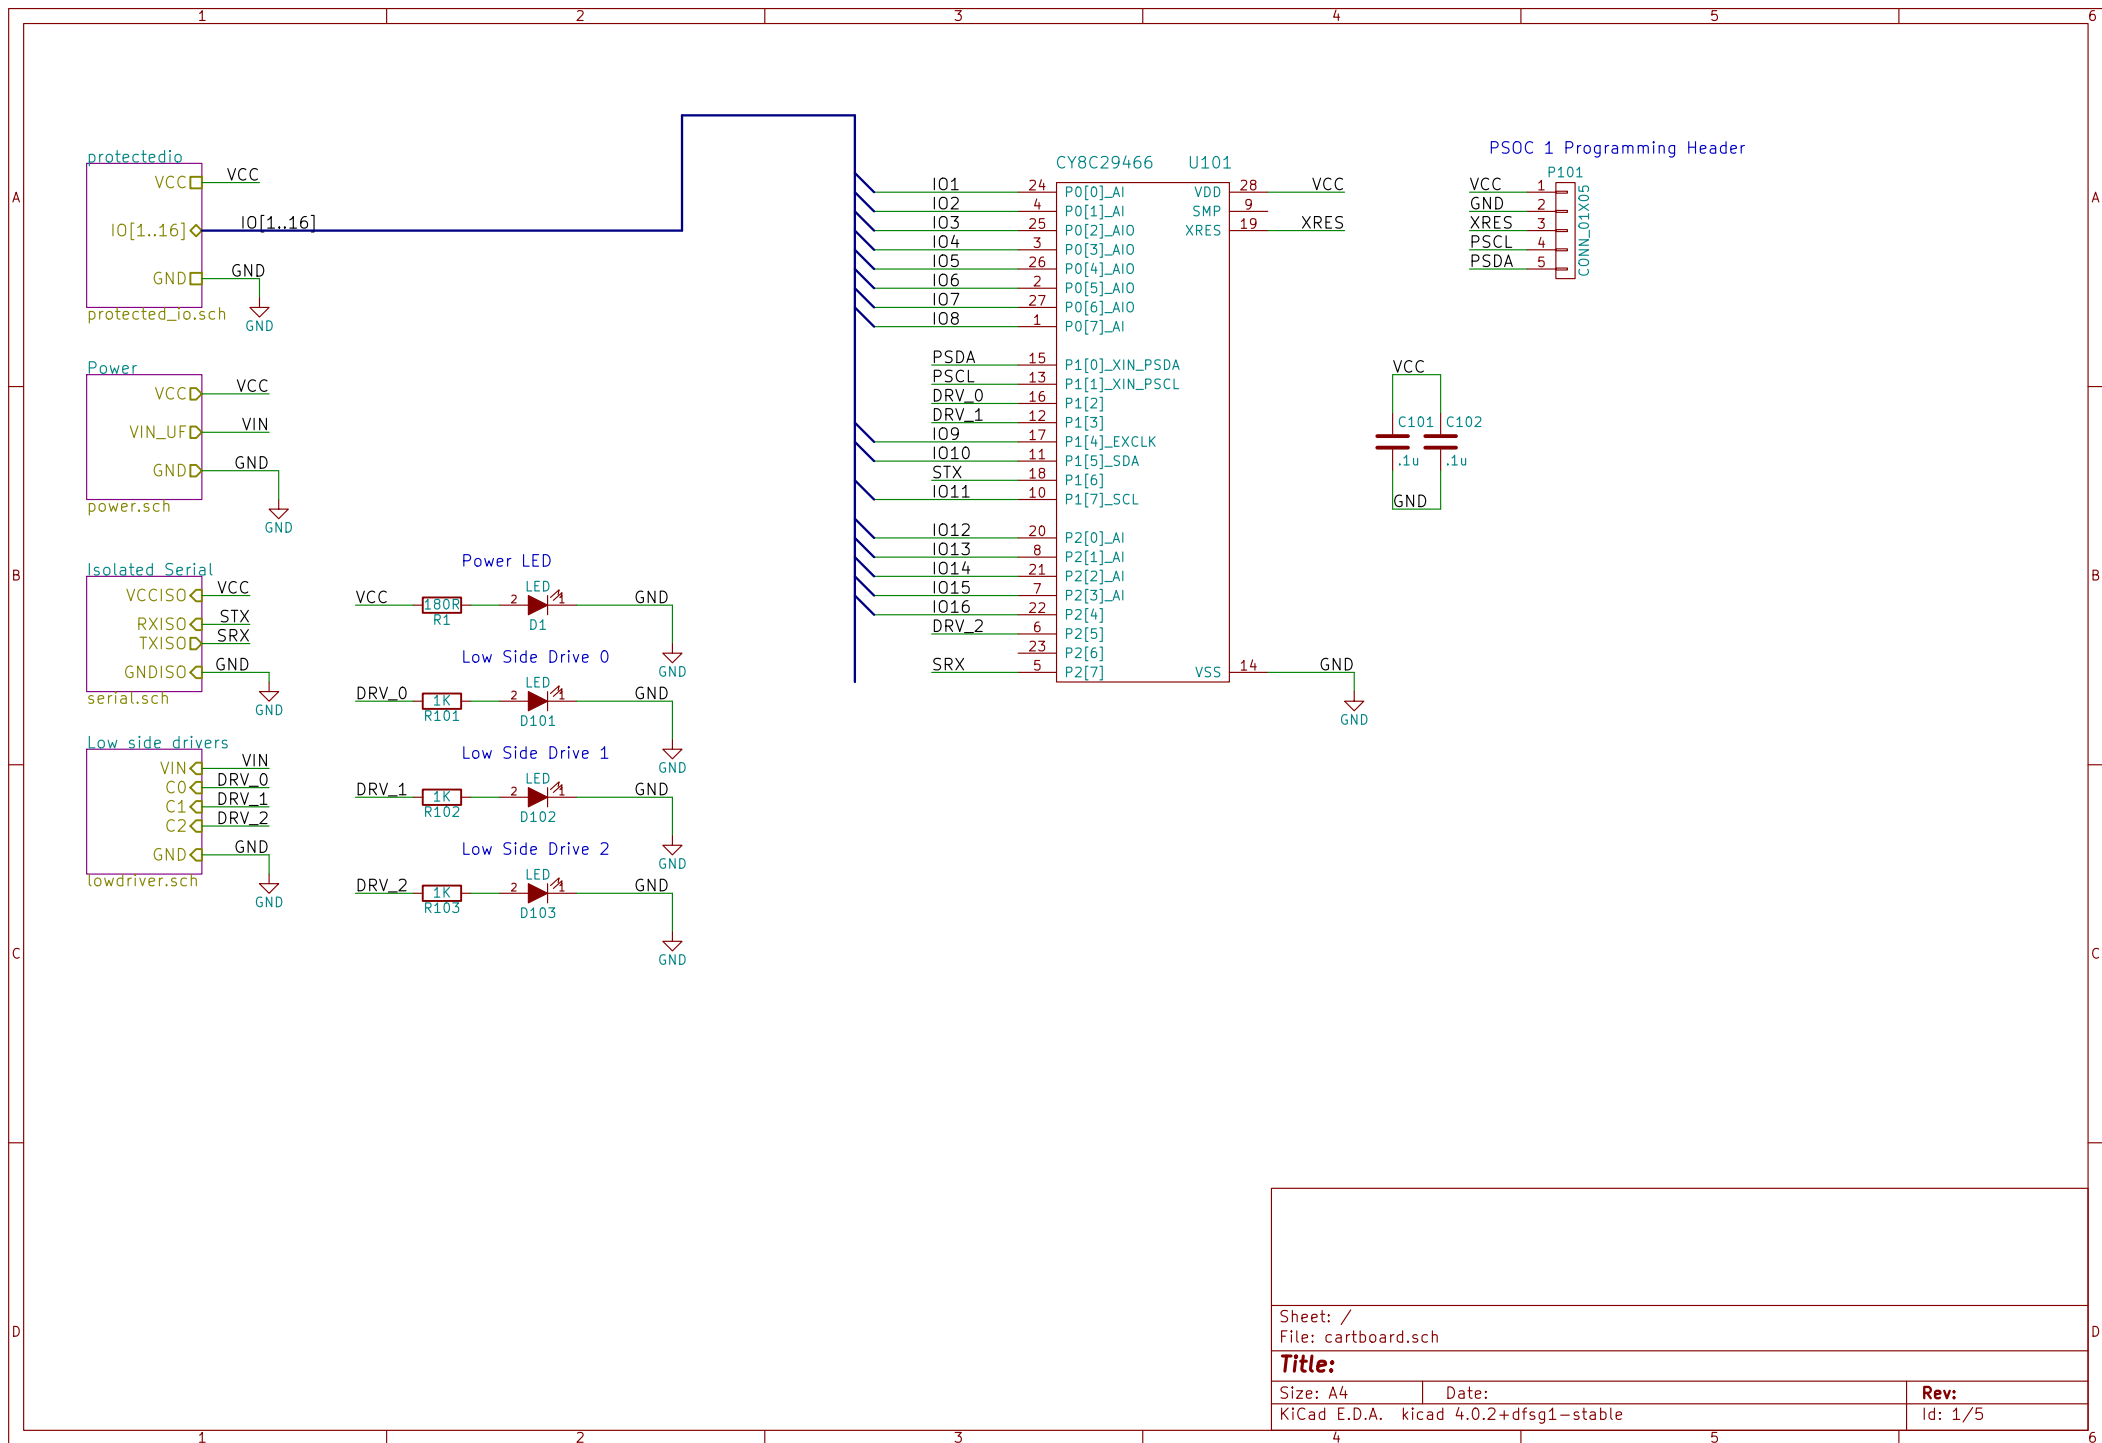 1 2 3 4 5 6
A
B
C
D
protectedio
VCC VCC
IO[1..16] IO[1..16]
GND GND
protected_io.sch
GND
Power
VCC VCC
VIN_UF VIN
GND GND
power.sch
GND
Isolated Serial
VCCISO VCC
RXISO STX
TXISO SRX
GNDISO GND
serial.sch
GND
Low side drivers
VIN VIN
C0 DRV_0
C1 DRV_1
C2 DRV_2
GND GND
lowdriver.sch
GND
Power LED
LED
VCC 180R 2 1 GND
R1 D1
GND
Low Side Drive 0
LED
DRV_0 1K 2 1 GND
R101 D101
GND
Low Side Drive 1
LED
DRV_1 1K 2 1 GND
R102 D102
GND
Low Side Drive 2
LED
DRV_2 1K 2 1 GND
R103 D103
GND
CY8C29466 U101
IO1 24 P0[0]_AI VDD 28 VCC
IO2 4 P0[1]_AI SMP 9
IO3 25 P0[2]_AIO XRES 19 XRES
IO4 3 P0[3]_AIO
IO5 26 P0[4]_AIO
IO6 2 P0[5]_AIO
IO7 27 P0[6]_AIO
IO8 1 P0[7]_AI
PSDA 15 P1[0]_XIN_PSDA
PSCL 13 P1[1]_XIN_PSCL
DRV_0 16 P1[2]
DRV_1 12 P1[3]
IO9 17 P1[4]_EXCLK
IO10 11 P1[5]_SDA
STX 18 P1[6]
IO11 10 P1[7]_SCL
IO12 20 P2[0]_AI
IO13 8 P2[1]_AI
IO14 21 P2[2]_AI
IO15 7 P2[3]_AI
IO16 22 P2[4]
DRV_2 6 P2[5]
23 P2[6]
SRX 5 P2[7] VSS 14 GND
GND
PSOC 1 Programming Header
P101
VCC 1
GND 2
XRES 3
PSCL 4
PSDA 5
CONN_01X05
VCC
C101 C102
.1u .1u
GND
Sheet: /
File: cartboard.sch
Title:
Size: A4 Date: Rev:
KiCad E.D.A. kicad 4.0.2+dfsg1-stable Id: 1/5
A
B
C
D
1 2 3 4 5 6